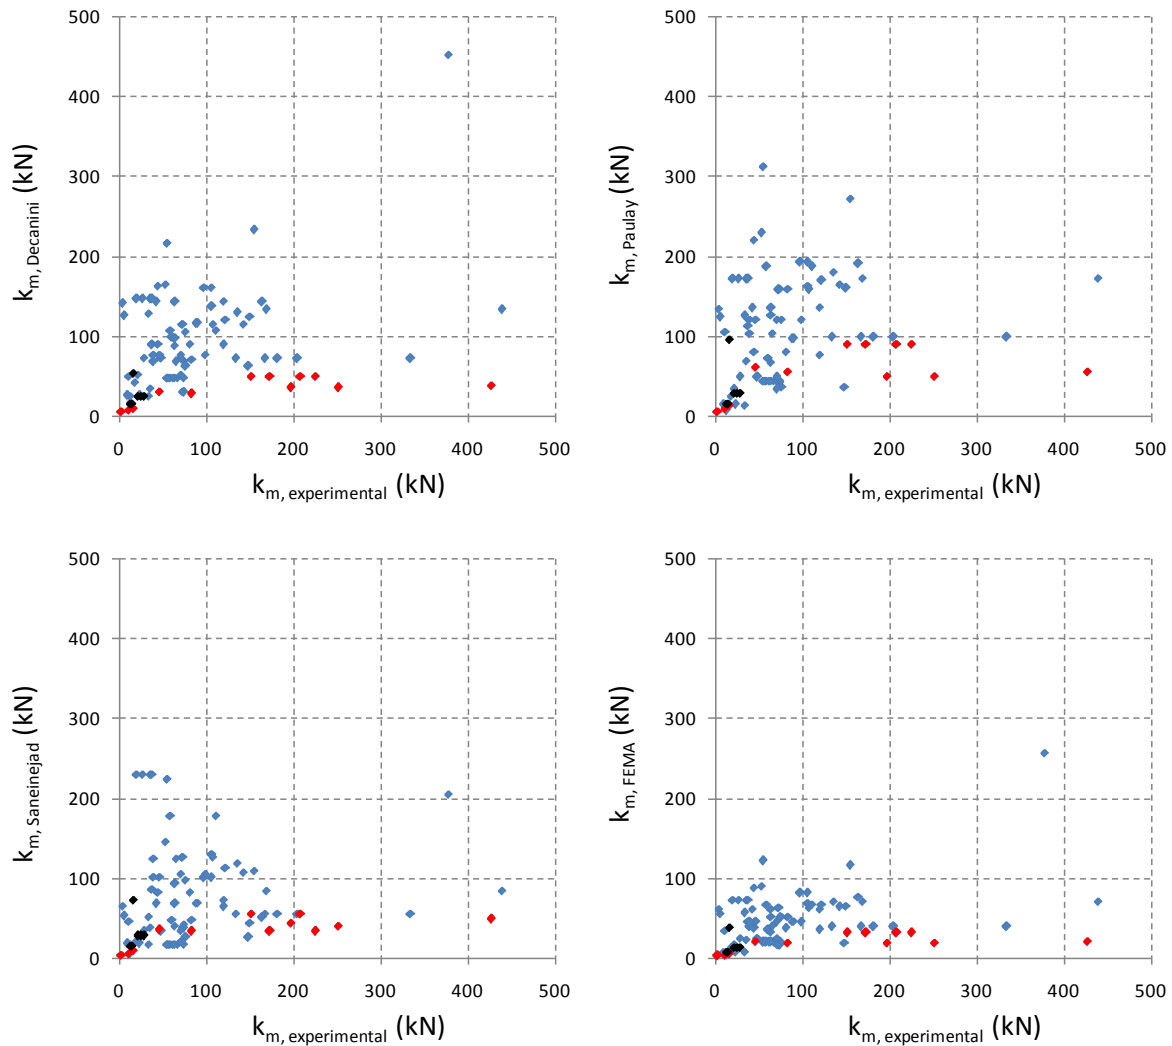 500
400
300
200
100
0
k_m, Decanini (kN)
0 100 200 300 400 500
k_m, experimental (kN)
500
400
300
200
100
0
k_m, Paulay (kN)
0 100 200 300 400 500
k_m, experimental (kN)
500
400
300
200
100
0
k_m, Saneinejad (kN)
0 100 200 300 400 500
k_m, experimental (kN)
500
400
300
200
100
0
k_m, FEMA (kN)
0 100 200 300 400 500
k_m, experimental (kN)